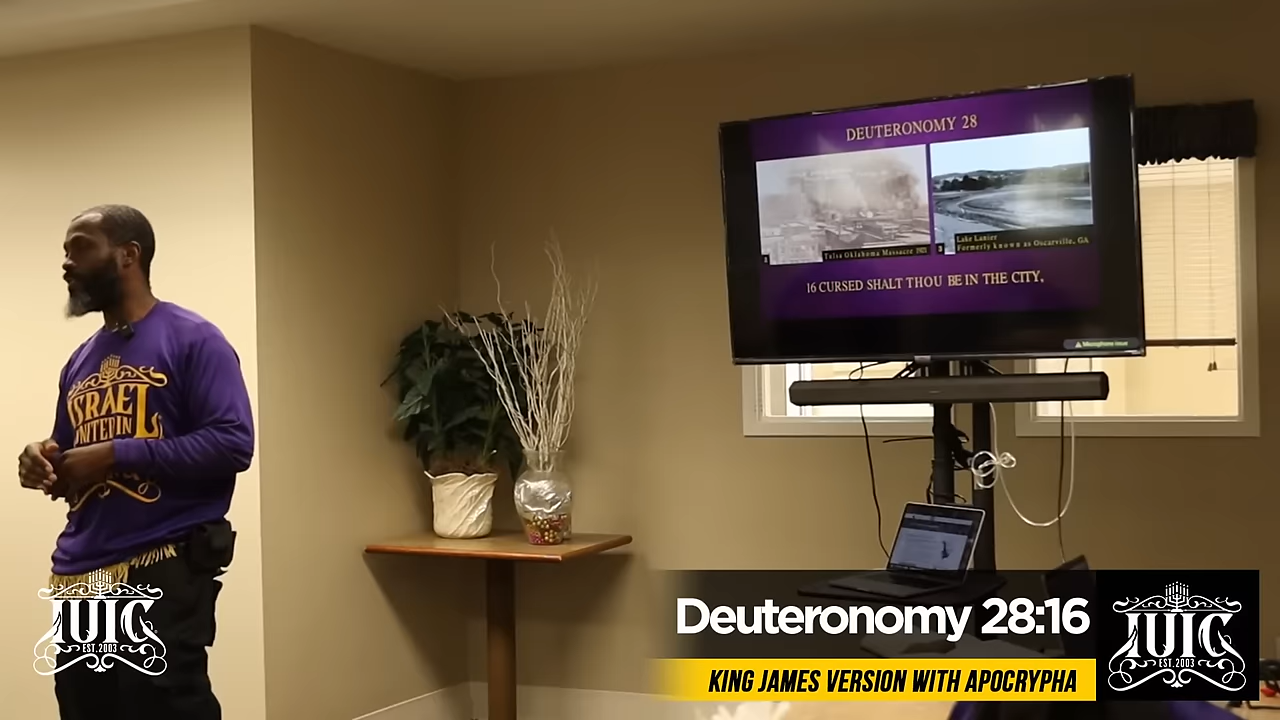 DEUTERONOMY 28
Tulsa Oklahoma Massacre 1921
Lake Lanier
Formerly known as Oscarville, GA
16 CURSED SHALT THOU BE IN THE CITY,
Microphone issue
ISRAEL
UNITED IN
IUIC
EST. 2003
Deuteronomy 28:16
KING JAMES VERSION WITH APOCRYPHA
IUIC
EST. 2003